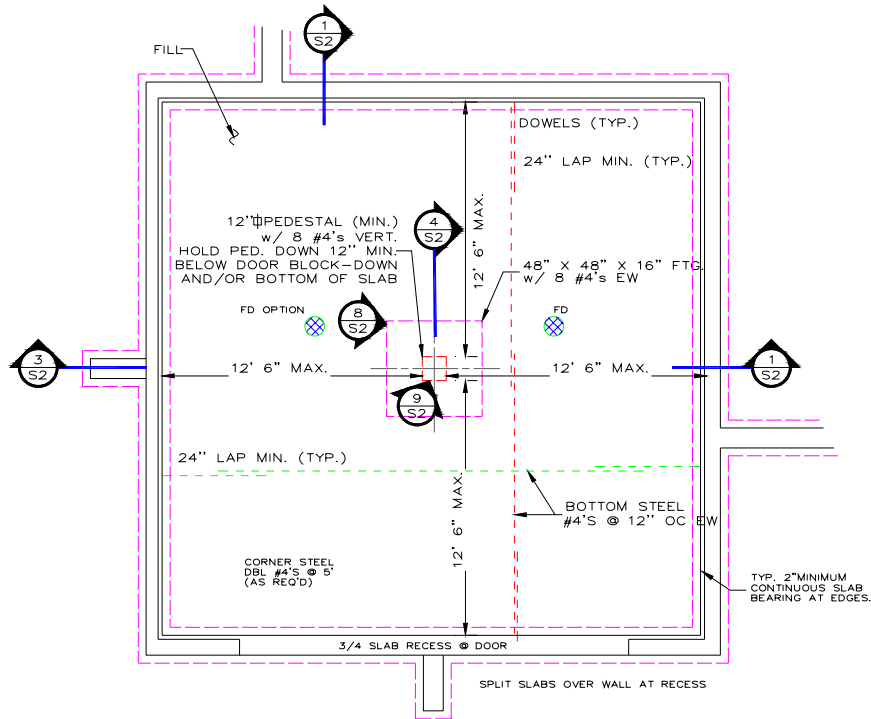 1
S2
FILL
DOWELS (TYP.)
24" LAP MIN. (TYP.)
12"⏍PEDESTAL (MIN.)
w/ 8 #4's VERT.
HOLD PED. DOWN 12" MIN.
BELOW DOOR BLOCK-DOWN
AND/OR BOTTOM OF SLAB
4
S2
12' 6" MAX.
48" X 48" X 16" FTG.
w/ 8 #4's EW
FD OPTION
8
S2
FD
3
S2
12' 6" MAX.
12' 6" MAX.
1
S2
9
S2
24" LAP MIN. (TYP.)
12' 6" MAX.
BOTTOM STEEL
#4'S @ 12" OC EW
CORNER STEEL
DBL #4'S @ 5'
(AS REQ'D)
TYP. 2"MINIMUM
CONTINUOUS SLAB
BEARING AT EDGES.
3/4 SLAB RECESS @ DOOR
SPLIT SLABS OVER WALL AT RECESS